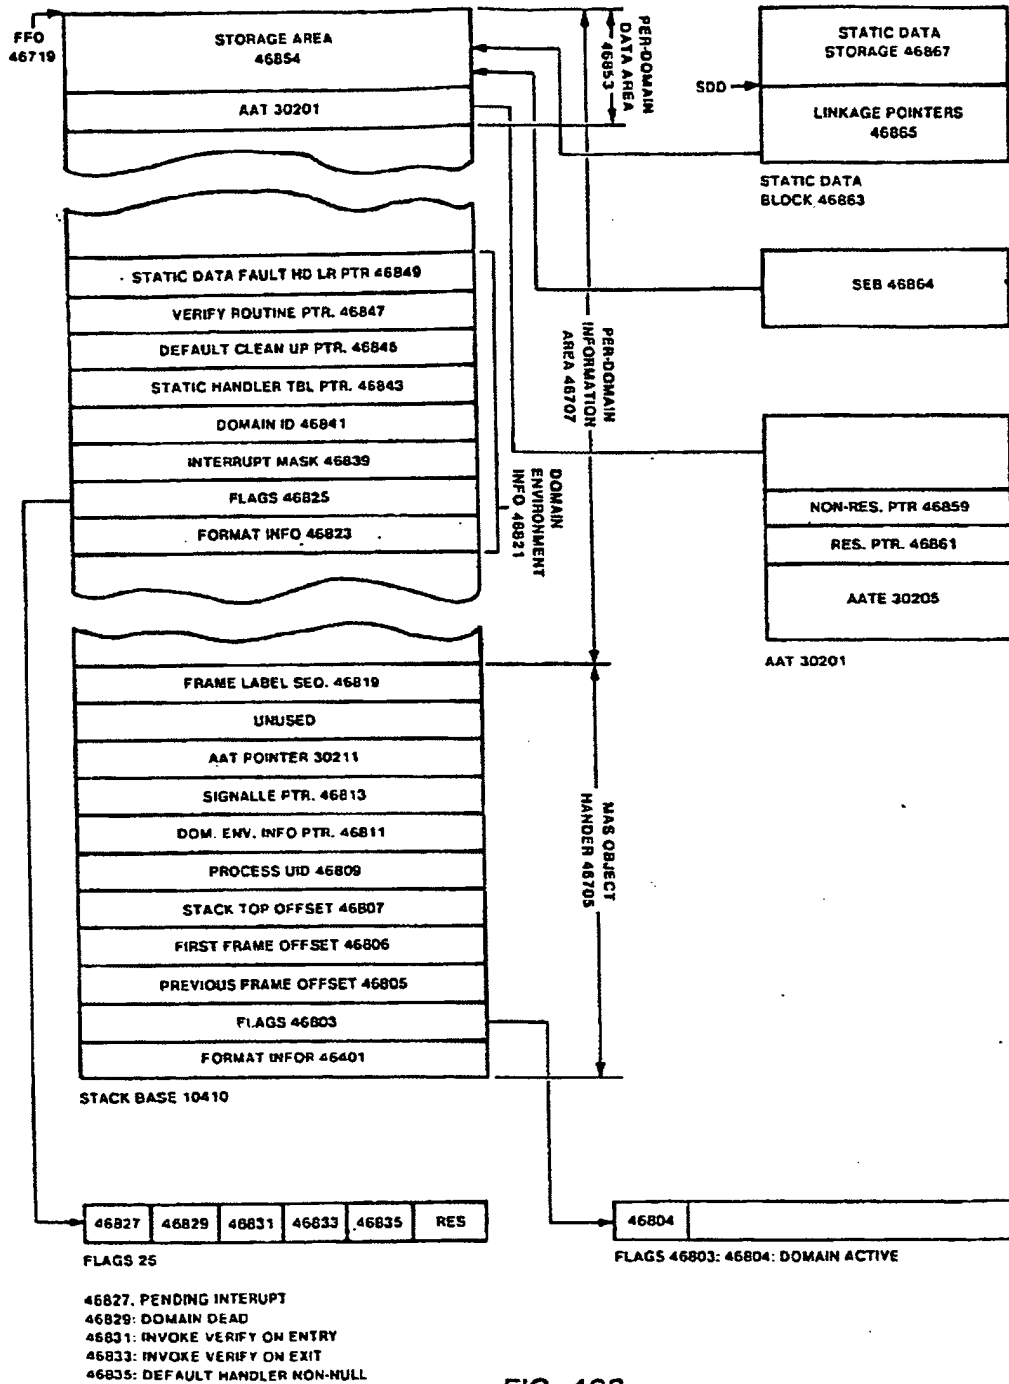 FFO
46719
STORAGE AREA
46854
AAT 30201
PER-DOMAIN
DATA AREA
46853
STATIC DATA
STORAGE 46867
SDD
LINKAGE POINTERS
46865
STATIC DATA
BLOCK 46863
STATIC DATA FAULT HD LR PTR 46849
VERIFY ROUTINE PTR. 46847
DEFAULT CLEAN UP PTR. 46845
STATIC HANDLER TBL PTR. 46843
DOMAIN ID 46841
INTERRUPT MASK 46839
FLAGS 46825
FORMAT INFO 46823
DOMAIN
ENVIRONMENT
INFO 46821
PER-DOMAIN
INFORMATION
AREA 46707
SEB 46864
NON-RES. PTR 46859
RES. PTR. 46861
AATE 30205
AAT 30201
FRAME LABEL SEQ. 46819
UNUSED
AAT POINTER 30211
SIGNALLE PTR. 46813
DOM. ENV. INFO PTR. 46811
PROCESS UID 46809
STACK TOP OFFSET 46807
FIRST FRAME OFFSET 46806
PREVIOUS FRAME OFFSET 46805
FLAGS 46803
FORMAT INFOR 46401
MAS OBJECT
HANDER 46705
STACK BASE 10410
46827 46829 46831 46833 46835 RES
FLAGS 25
46804
FLAGS 46803: 46804: DOMAIN ACTIVE
46827. PENDING INTERUPT
46829: DOMAIN DEAD
46831: INVOKE VERIFY ON ENTRY
46833: INVOKE VERIFY ON EXIT
46835: DEFAULT HANDLER NON-NULL